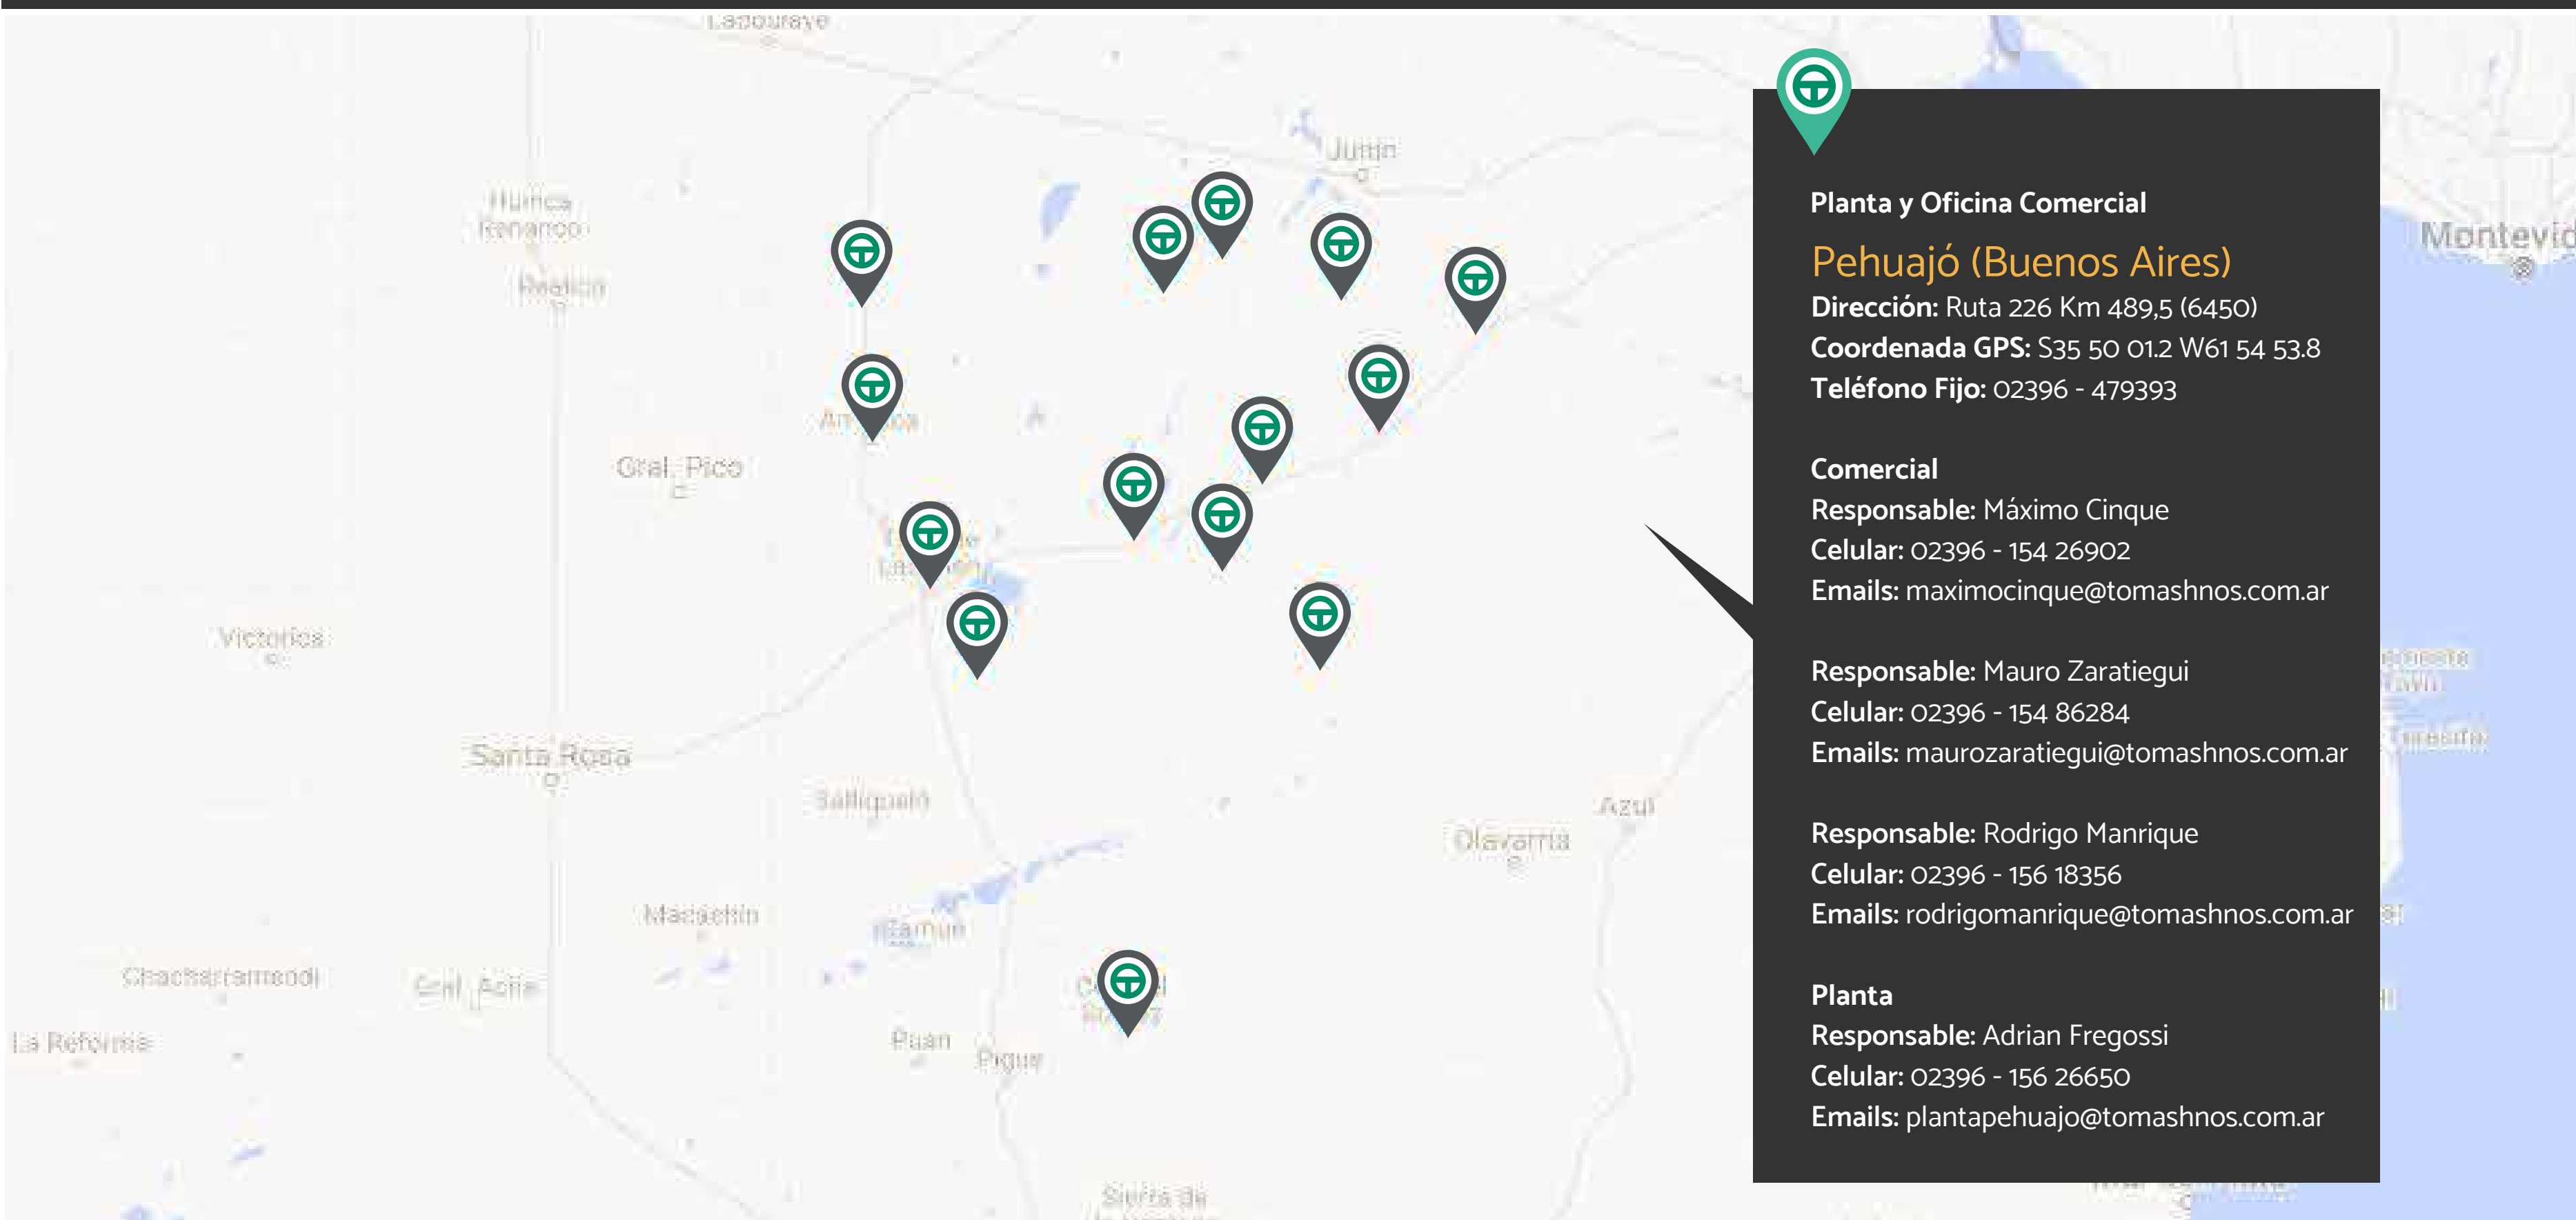 Laboulaye
Junín
Huinca
Renancó
Realicó
Gral. Pico
Victorica
Santa Rosa
Salliqueló
Azul
Olavarría
Macachín
Chacharramendi
Gral. Acha
La Reforma
Puan
Pigüé
Sierra de
Planta y Oficina Comercial
Pehuajó (Buenos Aires)
Dirección: Ruta 226 Km 489,5 (6450)
Coordenada GPS: S35 50 01.2 W61 54 53.8
Teléfono Fijo: 02396 - 479393
Comercial
Responsable: Máximo Cinque
Celular: 02396 - 154 26902
Emails: maximocinque@tomashnos.com.ar
Responsable: Mauro Zaratiegui
Celular: 02396 - 154 86284
Emails: maurozaratiegui@tomashnos.com.ar
Responsable: Rodrigo Manrique
Celular: 02396 - 156 18356
Emails: rodrigomanrique@tomashnos.com.ar
Planta
Responsable: Adrian Fregossi
Celular: 02396 - 156 26650
Emails: plantapehuajo@tomashnos.com.ar
Montevid